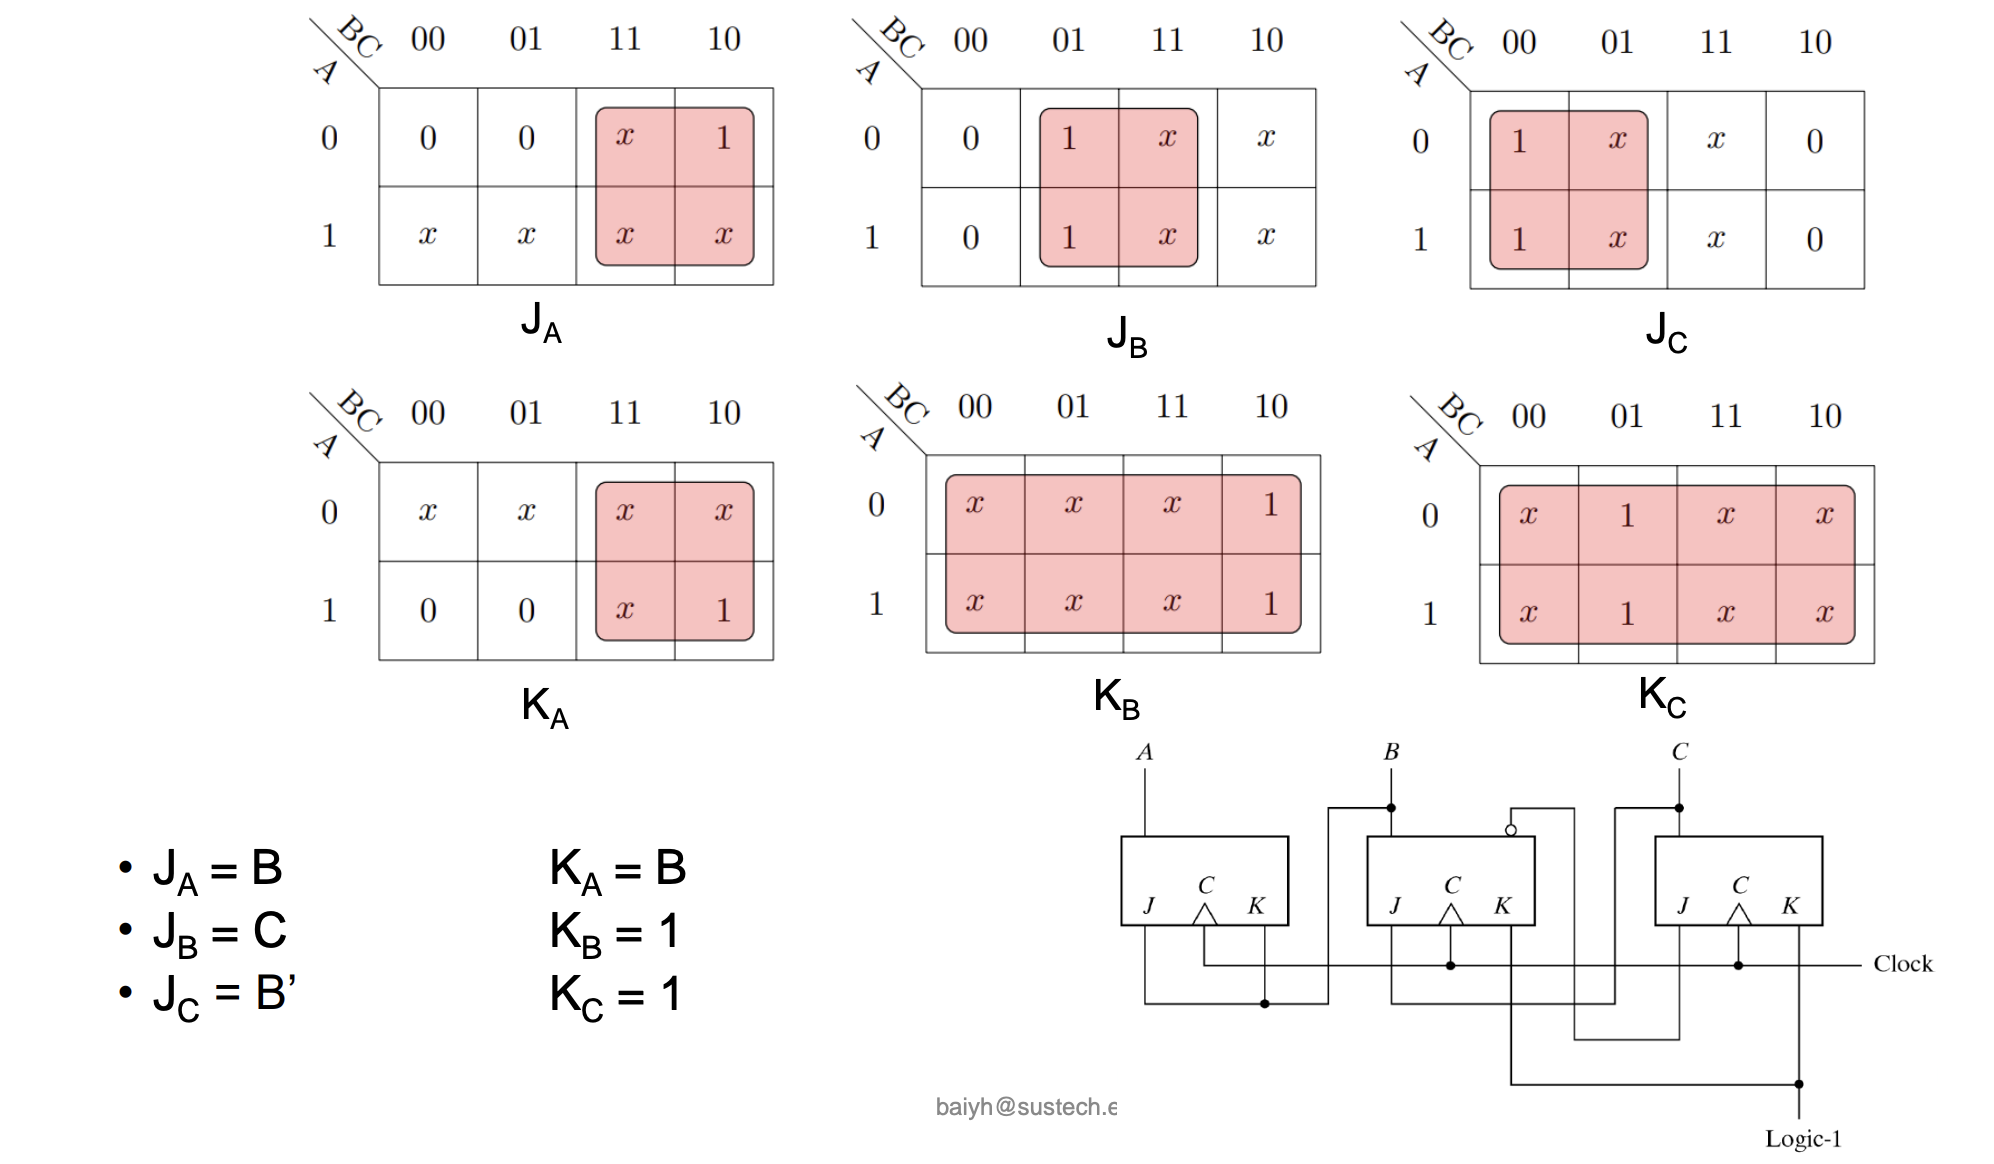 BC 00 01 11 10
A
0 0 0 x 1
1 x x x x
J_A
BC 00 01 11 10
A
0 0 1 x x
1 0 1 x x
J_B
BC 00 01 11 10
A
0 1 x x 0
1 1 x x 0
J_C
BC 00 01 11 10
A
0 x x x x
1 0 0 x 1
K_A
BC 00 01 11 10
A
0 x x x 1
1 x x x 1
K_B
BC 00 01 11 10
A
0 x 1 x x
1 x 1 x x
K_C
• J_A = B K_A = B
• J_B = C K_B = 1
• J_C = B’ K_C = 1
A B C
J C K J C K J C K
Clock
Logic-1
baiyh@sustech.e